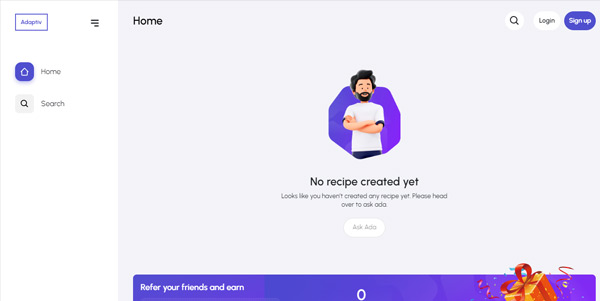 Adaptiv
Home
Login
Sign up
Home
Search
No recipe created yet
Looks like you haven't created any recipe yet. Please head
over to ask ada.
Ask Ada
Refer your friends and earn
0